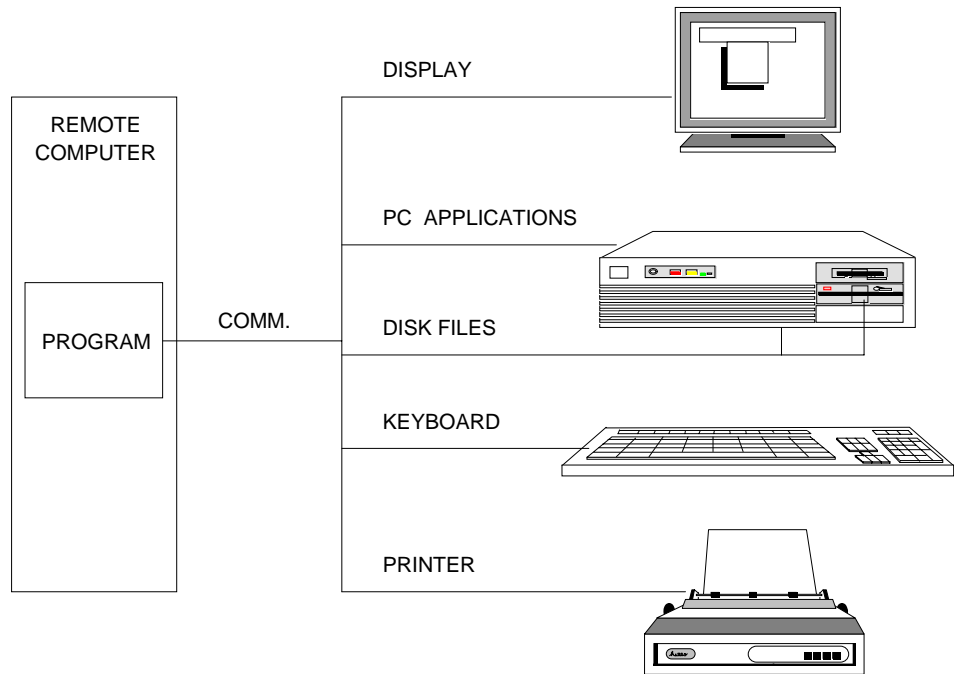 DISPLAY
REMOTE
COMPUTER
PC APPLICATIONS
COMM.
DISK FILES
PROGRAM
KEYBOARD
PRINTER